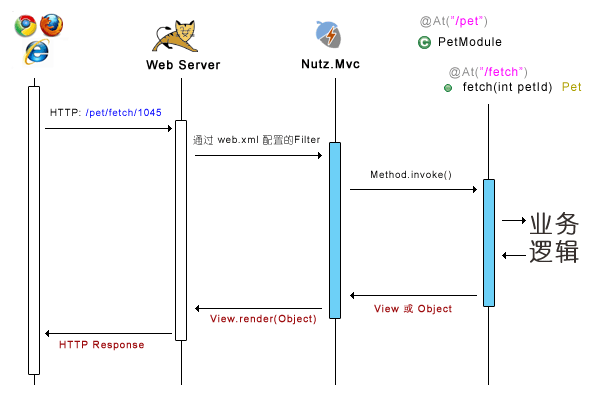 @At("/pet")
C PetModule
Web Server
Nutz.Mvc
@At("/fetch")
fetch(int petId) Pet
HTTP: /pet/fetch/1045
通过 web.xml 配置的Filter
Method.invoke()
业务
逻辑
View 或 Object
View.render(Object)
HTTP Response